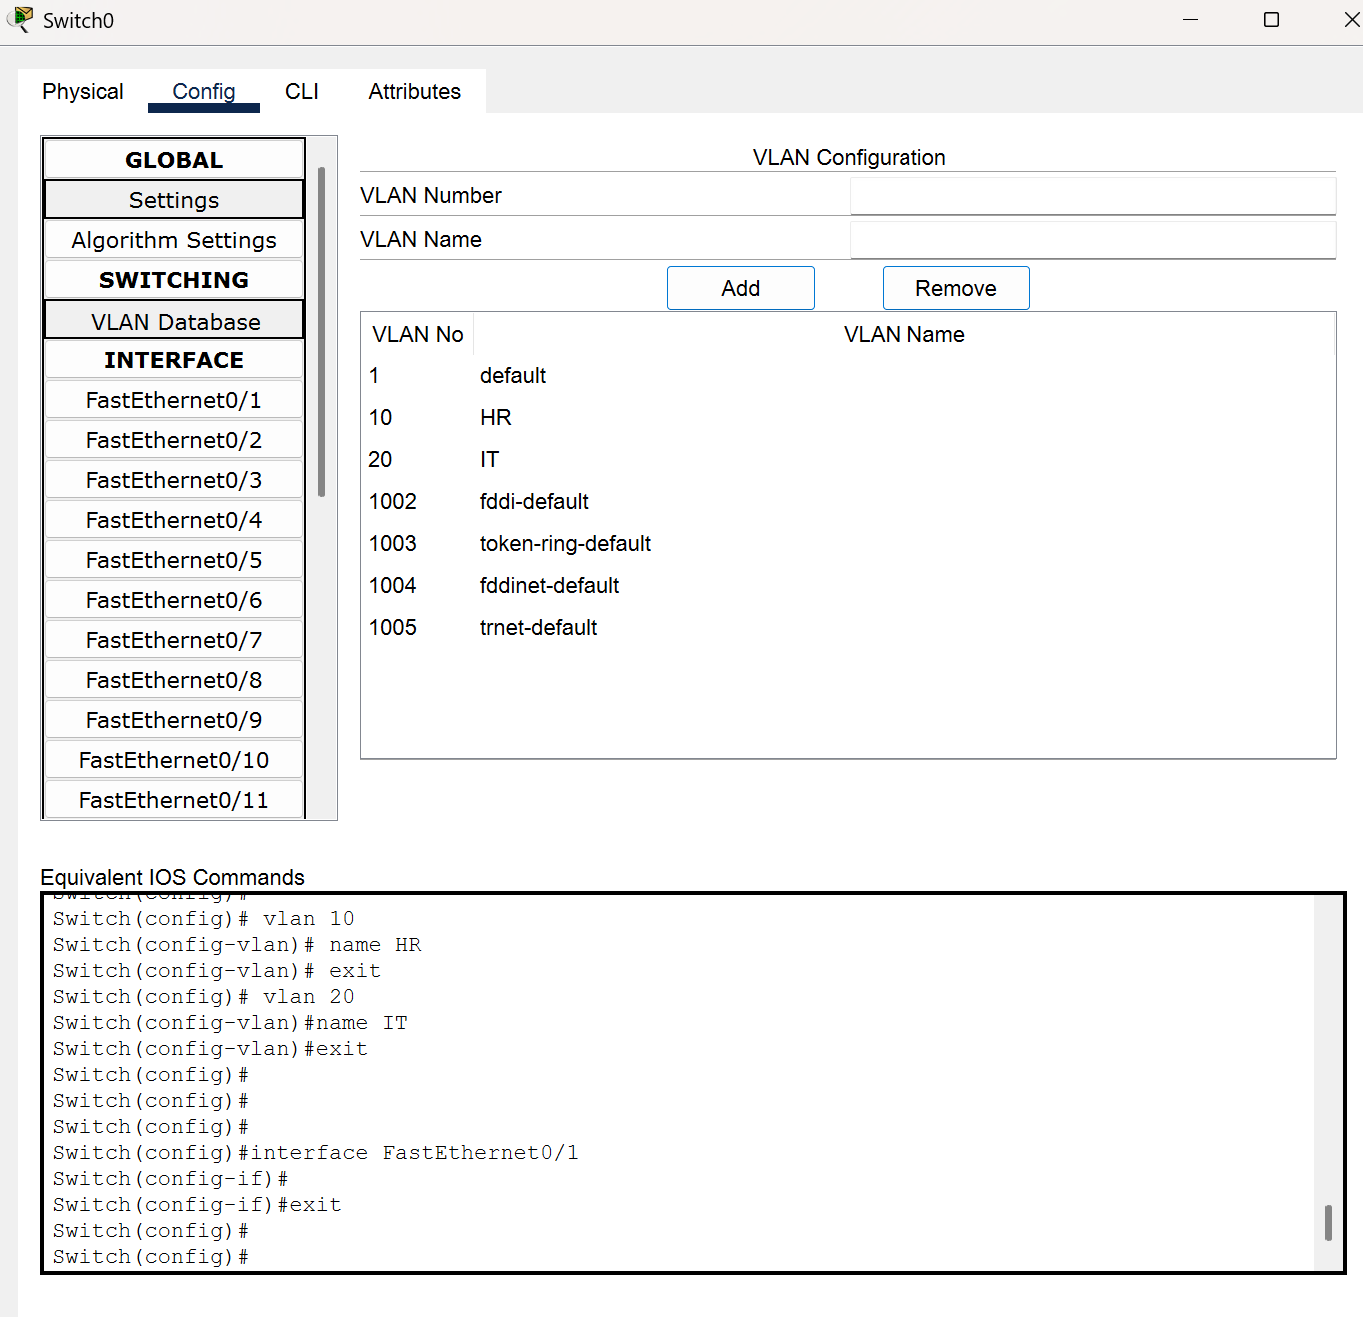 Switch0
Physical Config CLI Attributes
GLOBAL
Settings
Algorithm Settings
SWITCHING
VLAN Database
INTERFACE
FastEthernet0/1
FastEthernet0/2
FastEthernet0/3
FastEthernet0/4
FastEthernet0/5
FastEthernet0/6
FastEthernet0/7
FastEthernet0/8
FastEthernet0/9
FastEthernet0/10
FastEthernet0/11
VLAN Configuration
VLAN Number
VLAN Name
Add Remove
VLAN No VLAN Name
1 default
10 HR
20 IT
1002 fddi-default
1003 token-ring-default
1004 fddinet-default
1005 trnet-default
Equivalent IOS Commands
Switch(config)#
Switch(config)# vlan 10
Switch(config-vlan)# name HR
Switch(config-vlan)# exit
Switch(config)# vlan 20
Switch(config-vlan)#name IT
Switch(config-vlan)#exit
Switch(config)#
Switch(config)#
Switch(config)#
Switch(config)#interface FastEthernet0/1
Switch(config-if)#
Switch(config-if)#exit
Switch(config)#
Switch(config)#